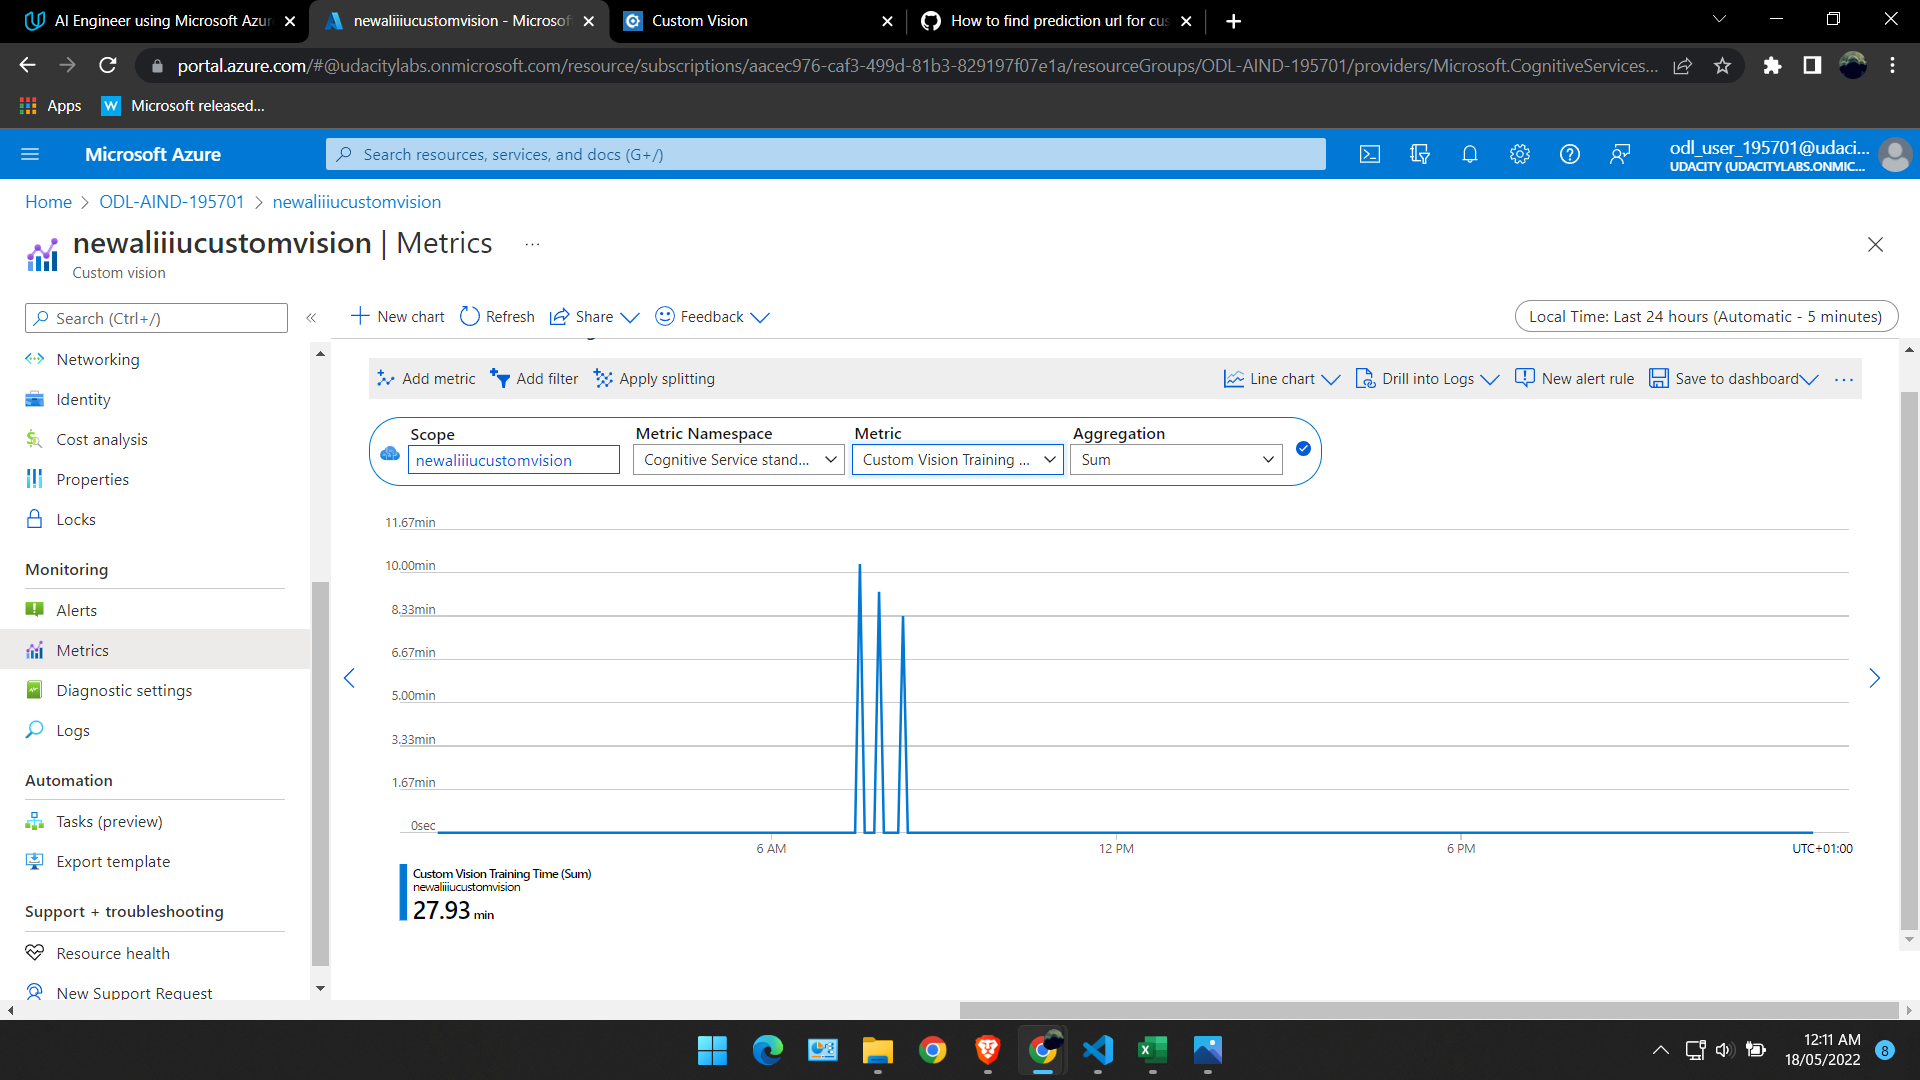 AI Engineer using Microsoft Azur
newaliiiucustomvision - Microsoft
Custom Vision
How to find prediction url for cus
portal.azure.com/#@udacitylabs.onmicrosoft.com/resource/subscriptions/aacec976-caf3-499d-81b3-829197f07e1a/resourceGroups/ODL-AIND-195701/providers/Microsoft.CognitiveServices...
Apps
Microsoft released...
Microsoft Azure
Search resources, services, and docs (G+/)
odl_user_195701@udaci...
UDACITY (UDACITYLABS.ONMIC...
Home > ODL-AIND-195701 > newaliiiucustomvision
newaliiiucustomvision | Metrics ...
Custom vision
Search (Ctrl+/)
New chart
Refresh
Share
Feedback
Local Time: Last 24 hours (Automatic - 5 minutes)
Networking
Identity
Cost analysis
Properties
Locks
Monitoring
Alerts
Metrics
Diagnostic settings
Logs
Automation
Tasks (preview)
Export template
Support + troubleshooting
Resource health
New Support Request
Add metric
Add filter
Apply splitting
Line chart
Drill into Logs
New alert rule
Save to dashboard
...
Scope
newaliiiucustomvision
Metric Namespace
Cognitive Service stand...
Metric
Custom Vision Training ...
Aggregation
Sum
11.67min
10.00min
8.33min
6.67min
5.00min
3.33min
1.67min
0sec
6 AM
12 PM
6 PM
UTC+01:00
Custom Vision Training Time (Sum)
newaliiiucustomvision
27.93 min
12:11 AM
18/05/2022
8